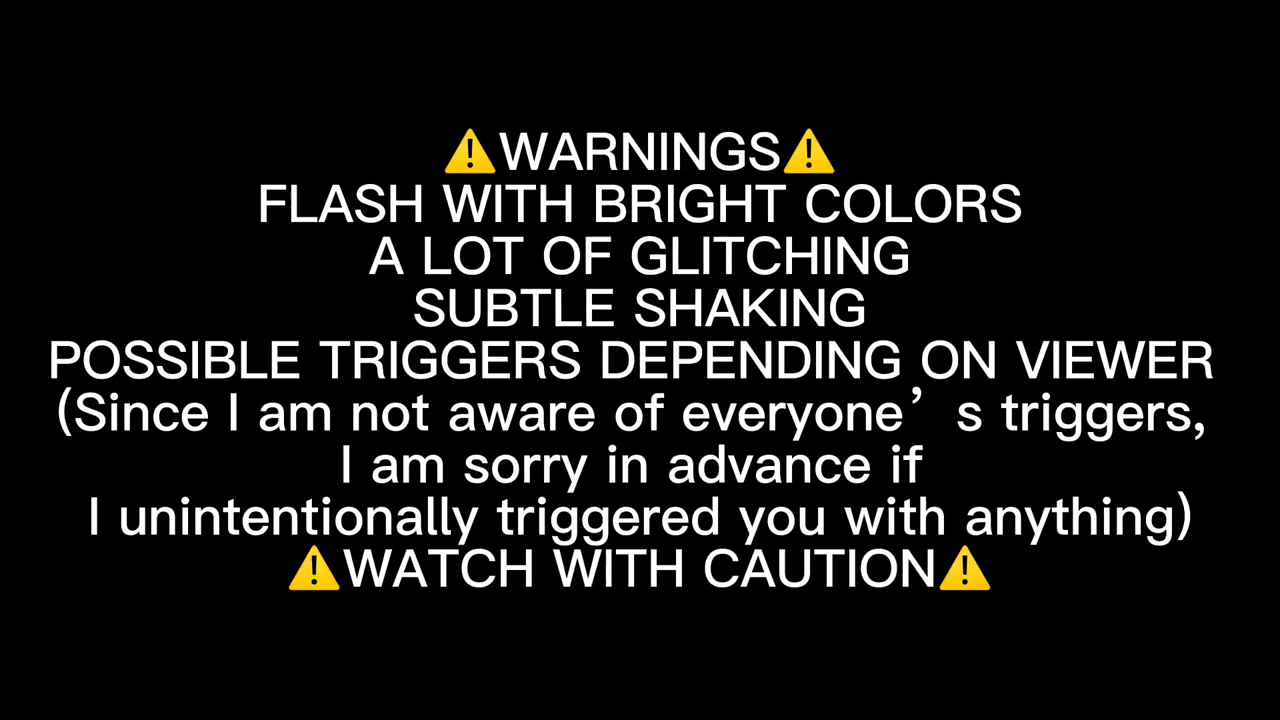 ⚠️WARNINGS⚠️
FLASH WITH BRIGHT COLORS
A LOT OF GLITCHING
SUBTLE SHAKING
POSSIBLE TRIGGERS DEPENDING ON VIEWER
(Since I am not aware of everyone’s triggers,
I am sorry in advance if
I unintentionally triggered you with anything)
⚠️WATCH WITH CAUTION⚠️